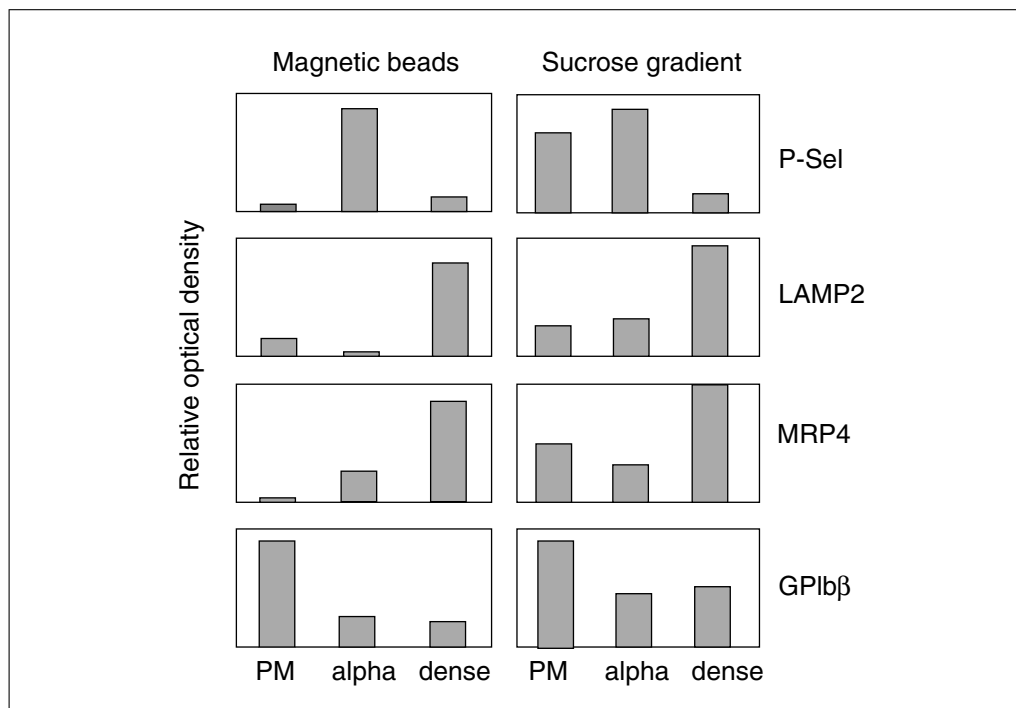 Magnetic beads
Sucrose gradient
Relative optical density
P-Sel
LAMP2
MRP4
GPIbβ
PM alpha dense
PM alpha dense